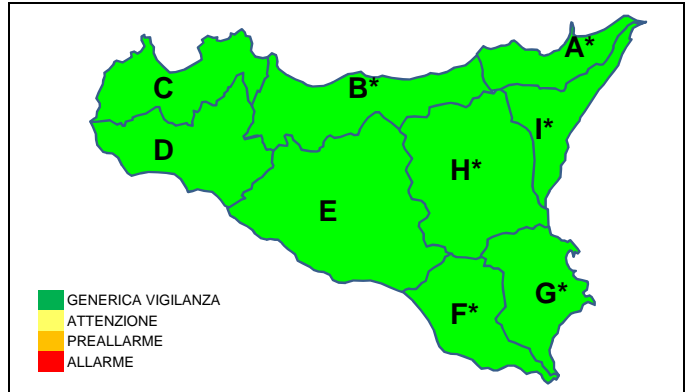 A*
B*
C
I*
D
H*
E
G*
F*
GENERICA VIGILANZA
ATTENZIONE
PREALLARME
ALLARME